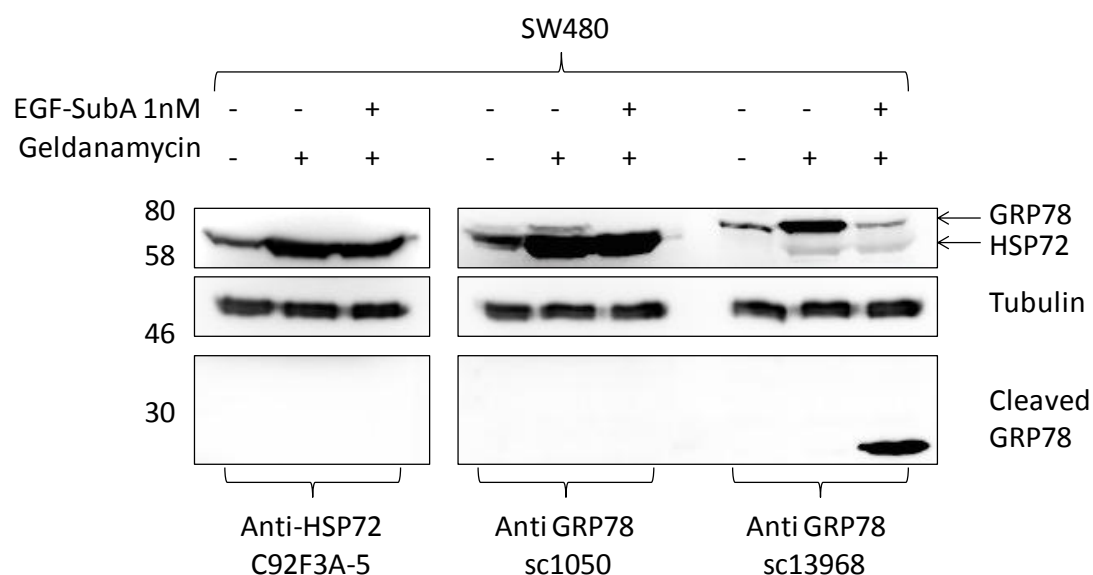 SW480
EGF-SubA 1nM - - + - - + - - +
Geldanamycin - + + - + + - + +
80
58
GRP78
HSP72
46
Tubulin
30
Cleaved
GRP78
Anti-HSP72
C92F3A-5
Anti GRP78
sc1050
Anti GRP78
sc13968